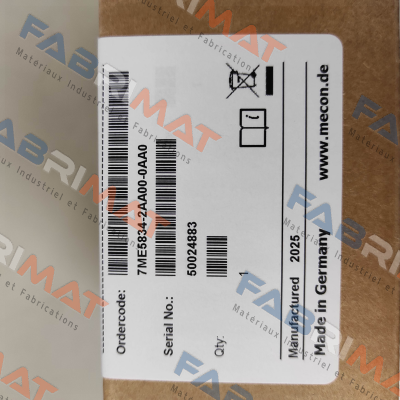 Ordercode:
7ME5834-2AA00-0AA0
Serial No.:
50024883
Qty:
1
Manufactured 2025
Made in Germany
www.mecon.de
FABRIMAT
Matériaux Industriel et Fabrications